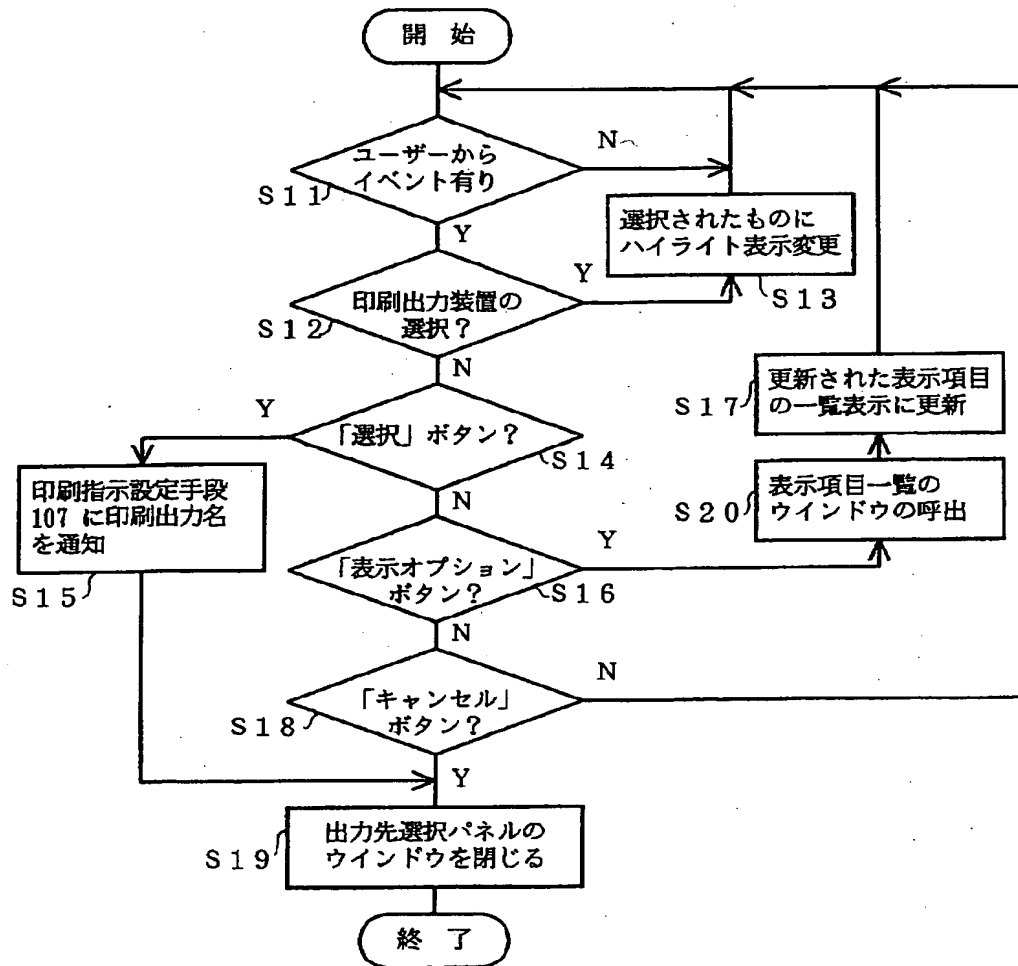 開 始
ユーザーから
イベント有り
N
S11
Y
選択されたものに
ハイライト表示変更
S13
印刷出力装置の
選択?
Y
S12
N
更新された表示項目
の一覧表示に更新
S17
Y
「選択」ボタン?
S14
印刷指示設定手段
107 に印刷出力名
を通知
S15
N
表示項目一覧の
ウインドウの呼出
S20
Y
「表示オプション」
ボタン?
S16
N
「キャンセル」
ボタン?
N
S18
Y
出力先選択パネルの
ウインドウを閉じる
S19
終 了